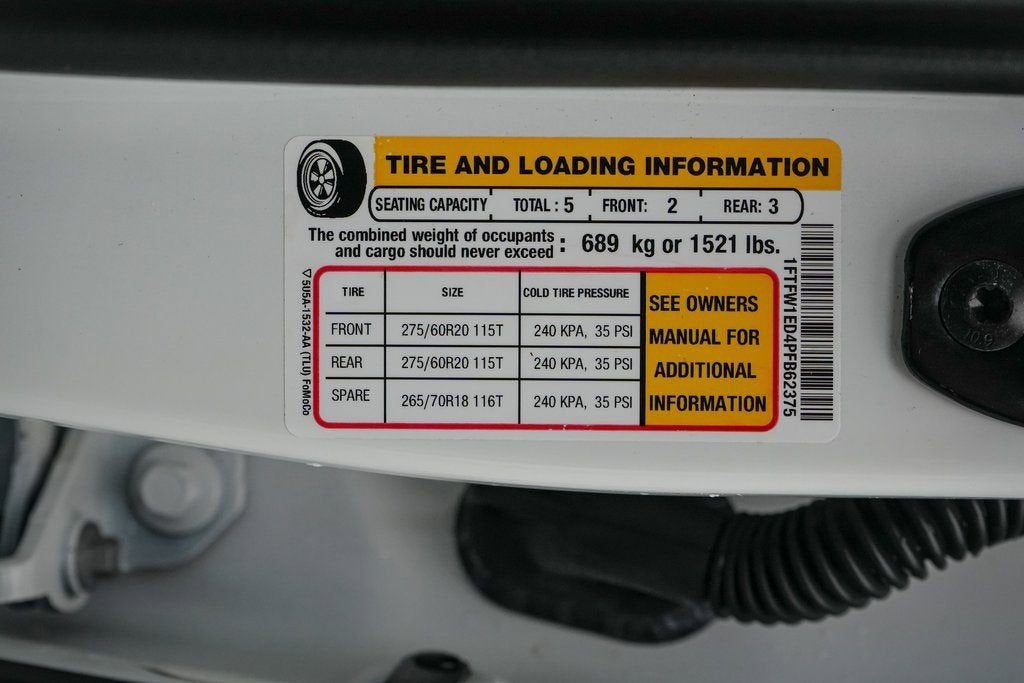 TIRE AND LOADING INFORMATION
SEATING CAPACITY TOTAL : 5 FRONT: 2 REAR: 3
The combined weight of occupants
and cargo should never exceed : 689 kg or 1521 lbs.
TIRE SIZE COLD TIRE PRESSURE
FRONT 275/60R20 115T 240 KPA, 35 PSI
REAR 275/60R20 115T 240 KPA, 35 PSI
SPARE 265/70R18 116T 240 KPA, 35 PSI
SEE OWNERS
MANUAL FOR
ADDITIONAL
INFORMATION
5U5A-1532-AA (TLU) FoMoCo
1FTFW1ED4PFB62375
10.9